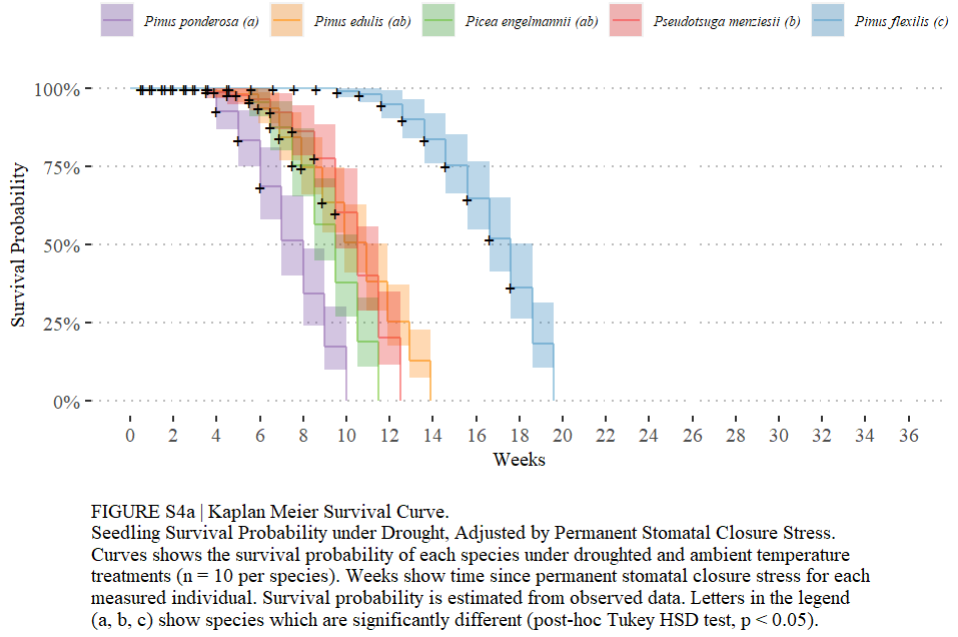 Pinus ponderosa (a) Pinus edulis (ab) Picea engelmannii (ab) Pseudotsuga menziesii (b) Pinus flexilis (c)
100%
75%
50%
25%
0%
Survival Probability
0 2 4 6 8 10 12 14 16 18 20 22 24 26 28 30 32 34 36
Weeks
FIGURE S4a | Kaplan Meier Survival Curve.
Seedling Survival Probability under Drought, Adjusted by Permanent Stomatal Closure Stress.
Curves shows the survival probability of each species under droughted and ambient temperature
treatments (n = 10 per species). Weeks show time since permanent stomatal closure stress for each
measured individual. Survival probability is estimated from observed data. Letters in the legend
(a, b, c) show species which are significantly different (post-hoc Tukey HSD test, p < 0.05).